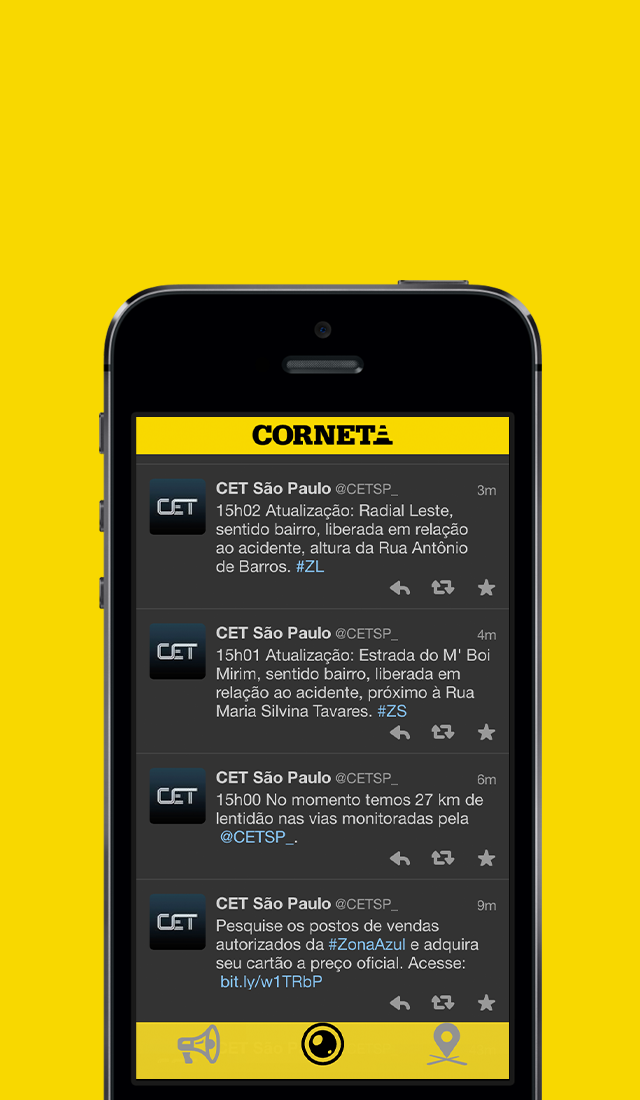 CORNETA
CET São Paulo @CETSP_ 3m
CET
15h02 Atualização: Radial Leste,
sentido bairro, liberada em relação
ao acidente, altura da Rua Antônio
de Barros. #ZL
CET São Paulo @CETSP_ 4m
CET
15h01 Atualização: Estrada do M' Boi
Mirim, sentido bairro, liberada em
relação ao acidente, próximo à Rua
Maria Silvina Tavares. #ZS
CET São Paulo @CETSP_ 6m
CET
15h00 No momento temos 27 km de
lentidão nas vias monitoradas pela
@CETSP_.
CET São Paulo @CETSP_ 9m
CET
Pesquise os postos de vendas
autorizados da #ZonaAzul e adquira
seu cartão a preço oficial. Acesse:
bit.ly/w1TRbP